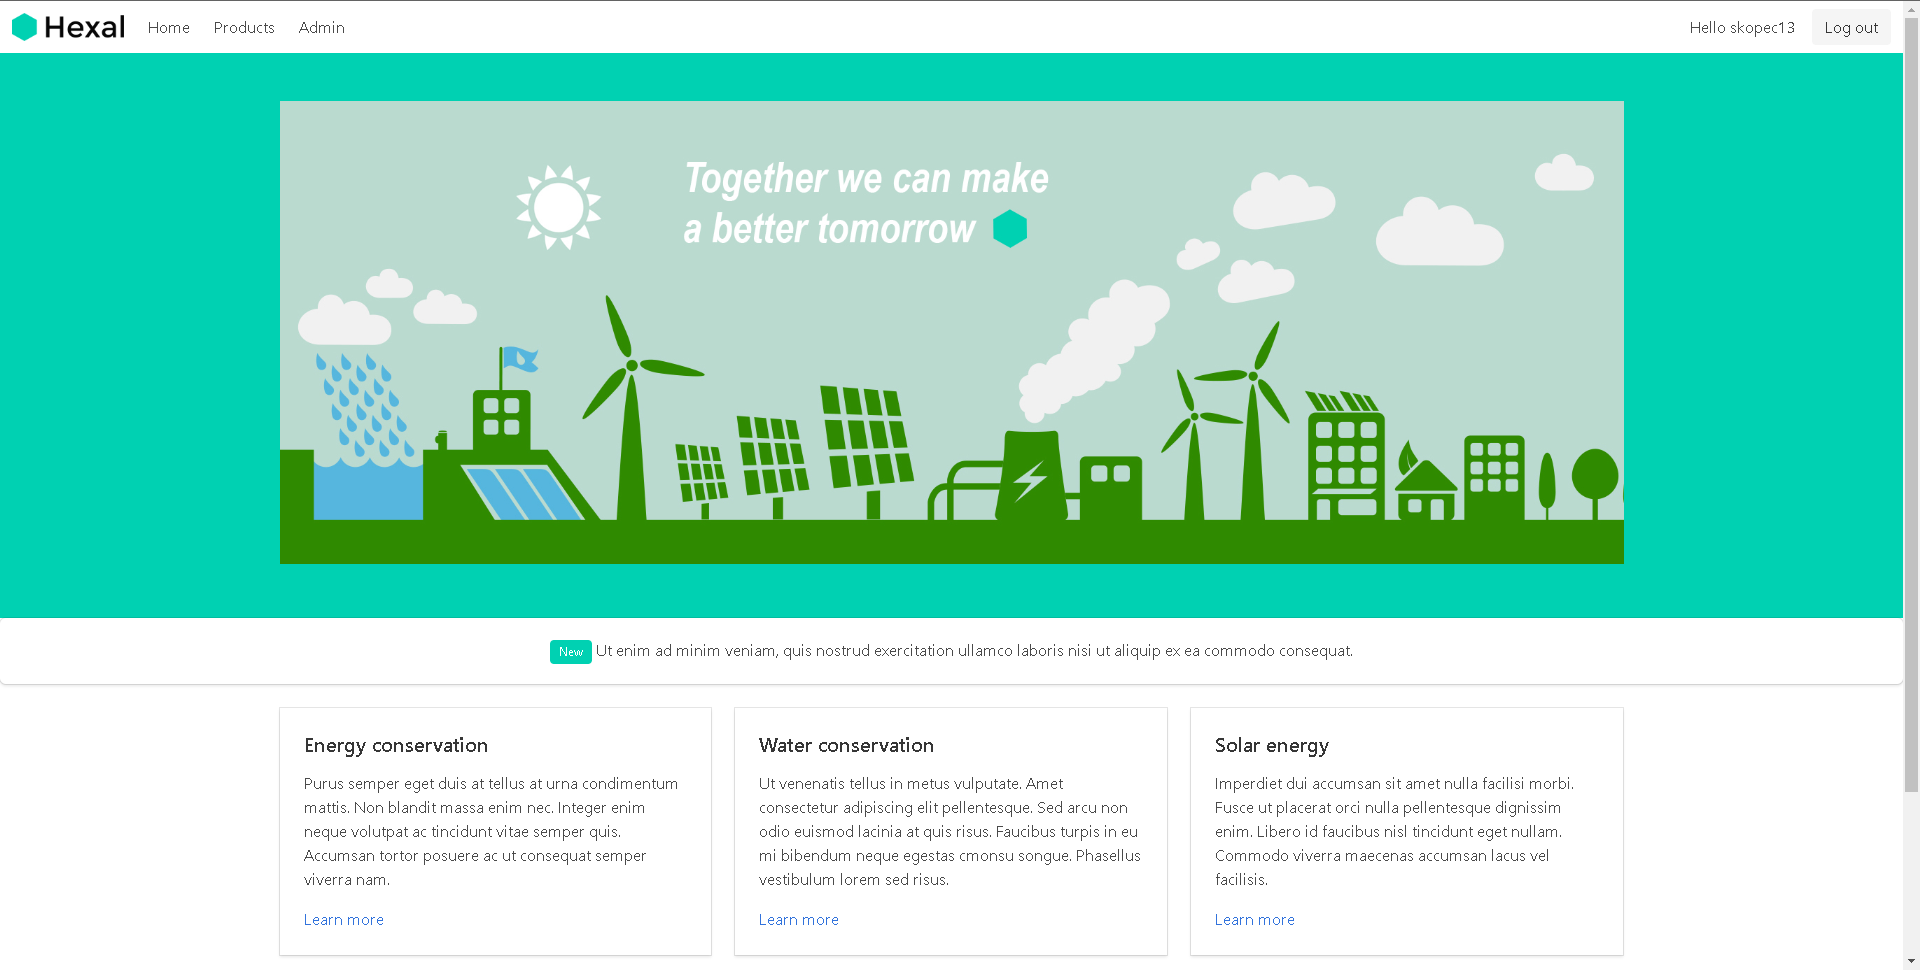 Hexal Home Products Admin Hello skopec13 Log out
Together we can make
a better tomorrow
New Ut enim ad minim veniam, quis nostrud exercitation ullamco laboris nisi ut aliquip ex ea commodo consequat.
Energy conservation
Purus semper eget duis at tellus at urna condimentum
mattis. Non blandit massa enim nec. Integer enim
neque volutpat ac tincidunt vitae semper quis.
Accumsan tortor posuere ac ut consequat semper
viverra nam.
Learn more
Water conservation
Ut venenatis tellus in metus vulputate. Amet
consectetur adipiscing elit pellentesque. Sed arcu non
odio euismod lacinia at quis risus. Faucibus turpis in eu
mi bibendum neque egestas cmonsu songue. Phasellus
vestibulum lorem sed risus.
Learn more
Solar energy
Imperdiet dui accumsan sit amet nulla facilisi morbi.
Fusce ut placerat orci nulla pellentesque dignissim
enim. Libero id faucibus nisl tincidunt eget nullam.
Commodo viverra maecenas accumsan lacus vel
facilisis.
Learn more